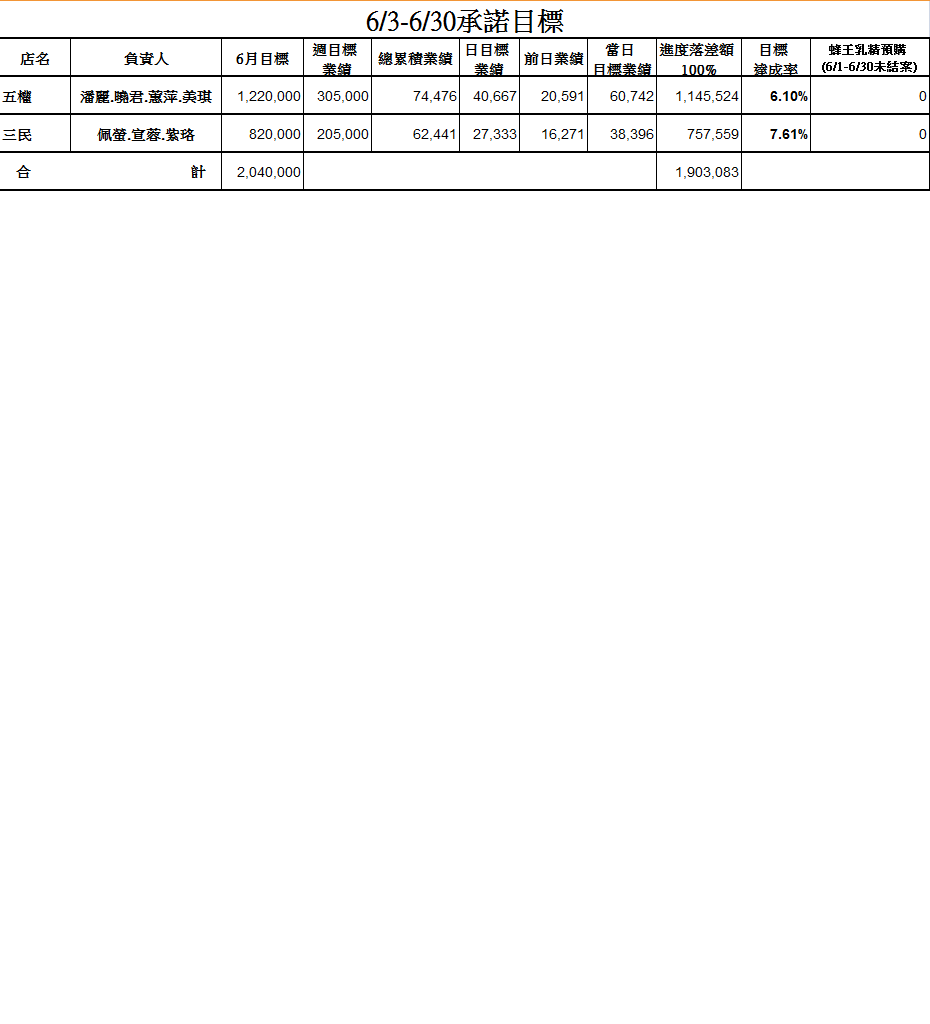 6/3-6/30承諾目標
店名 負責人 6月目標 週目標業績 總累積業績 日目標業績 前日業績 當日目標業績 進度落差額100% 目標達成率 蜂王乳精預購(6/1-6/30未結案)
五權 潘麗.曉君.蕙萍.美琪 1,220,000 305,000 74,476 40,667 20,591 60,742 1,145,524 6.10% 0
三民 佩螢.宣蓉.紫珞 820,000 205,000 62,441 27,333 16,271 38,396 757,559 7.61% 0
合計 2,040,000 1,903,083